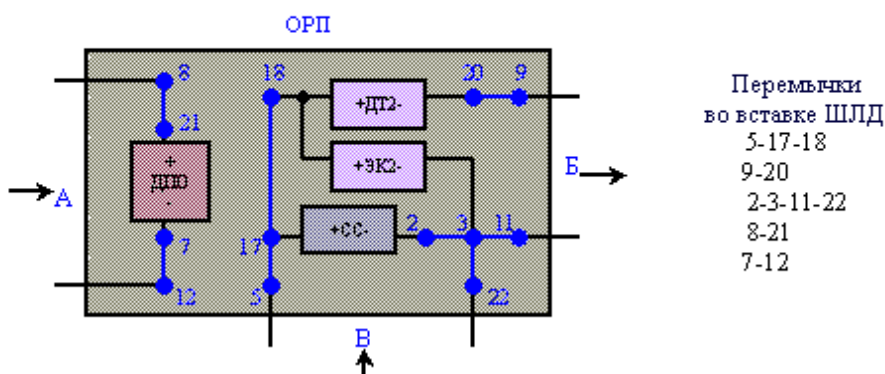 ОРП
8
18
20
9
+ДТ2-
21
+
ДПО
-
+ЭК2-
А
Б
+СС-
7
17
2
3
11
12
5
22
В
Перемычки
во вставке ШЛД
5-17-18
9-20
2-3-11-22
8-21
7-12